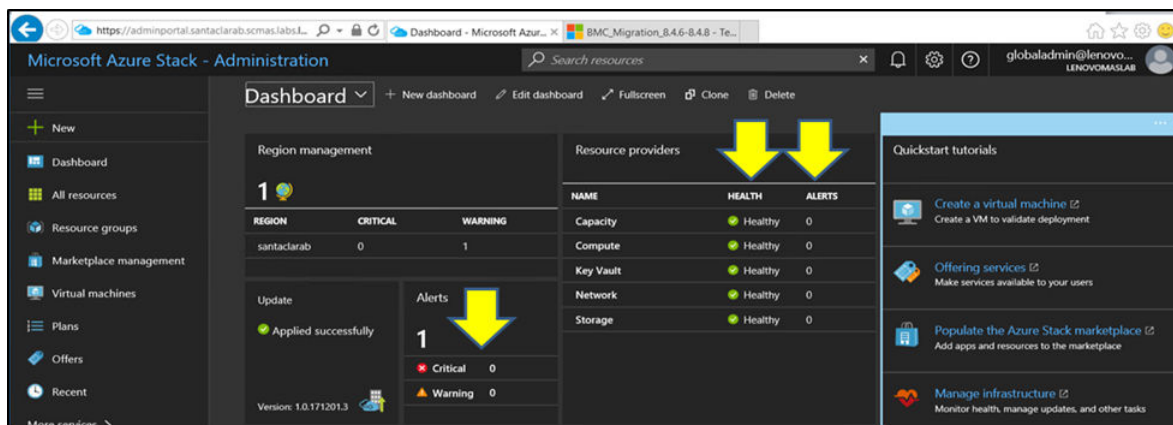 https://adminportal.santaclarab.scmas.labs.l...
Dashboard - Microsoft Azur...
BMC_Migration_8.4.6-8.4.8 - Te...
Microsoft Azure Stack - Administration
Search resources
globaladmin@lenovo...
LENOVOMASLAB
New
Dashboard
All resources
Resource groups
Marketplace management
Virtual machines
Plans
Offers
Recent
More services
Dashboard
New dashboard
Edit dashboard
Fullscreen
Clone
Delete
Region management
1
REGION CRITICAL WARNING
santaclarab 0 1
Update
Applied successfully
Version: 1.0.171201.3
Alerts
1
Critical 0
Warning 0
Resource providers
NAME HEALTH ALERTS
Capacity Healthy 0
Compute Healthy 0
Key Vault Healthy 0
Network Healthy 0
Storage Healthy 0
Quickstart tutorials
Create a virtual machine
Create a VM to validate deployment
Offering services
Make services available to your users
Populate the Azure Stack marketplace
Add apps and resources to the marketplace
Manage infrastructure
Monitor health, manage updates, and other tasks